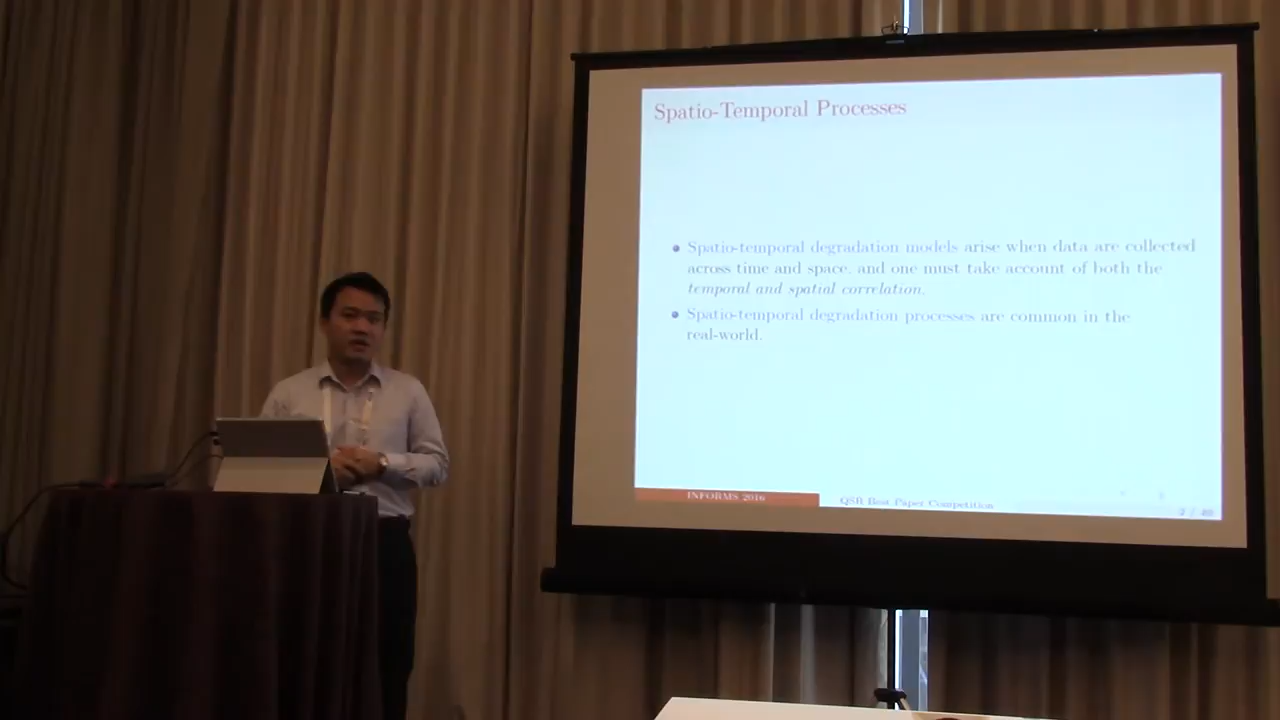 Spatio-Temporal Processes
Spatio-temporal degradation models arise when data are collected
across time and space, and one must take account of both the
temporal and spatial correlation.
Spatio-temporal degradation processes are common in the
real-world.
INFORMS 2016
QSR Best Paper Competition